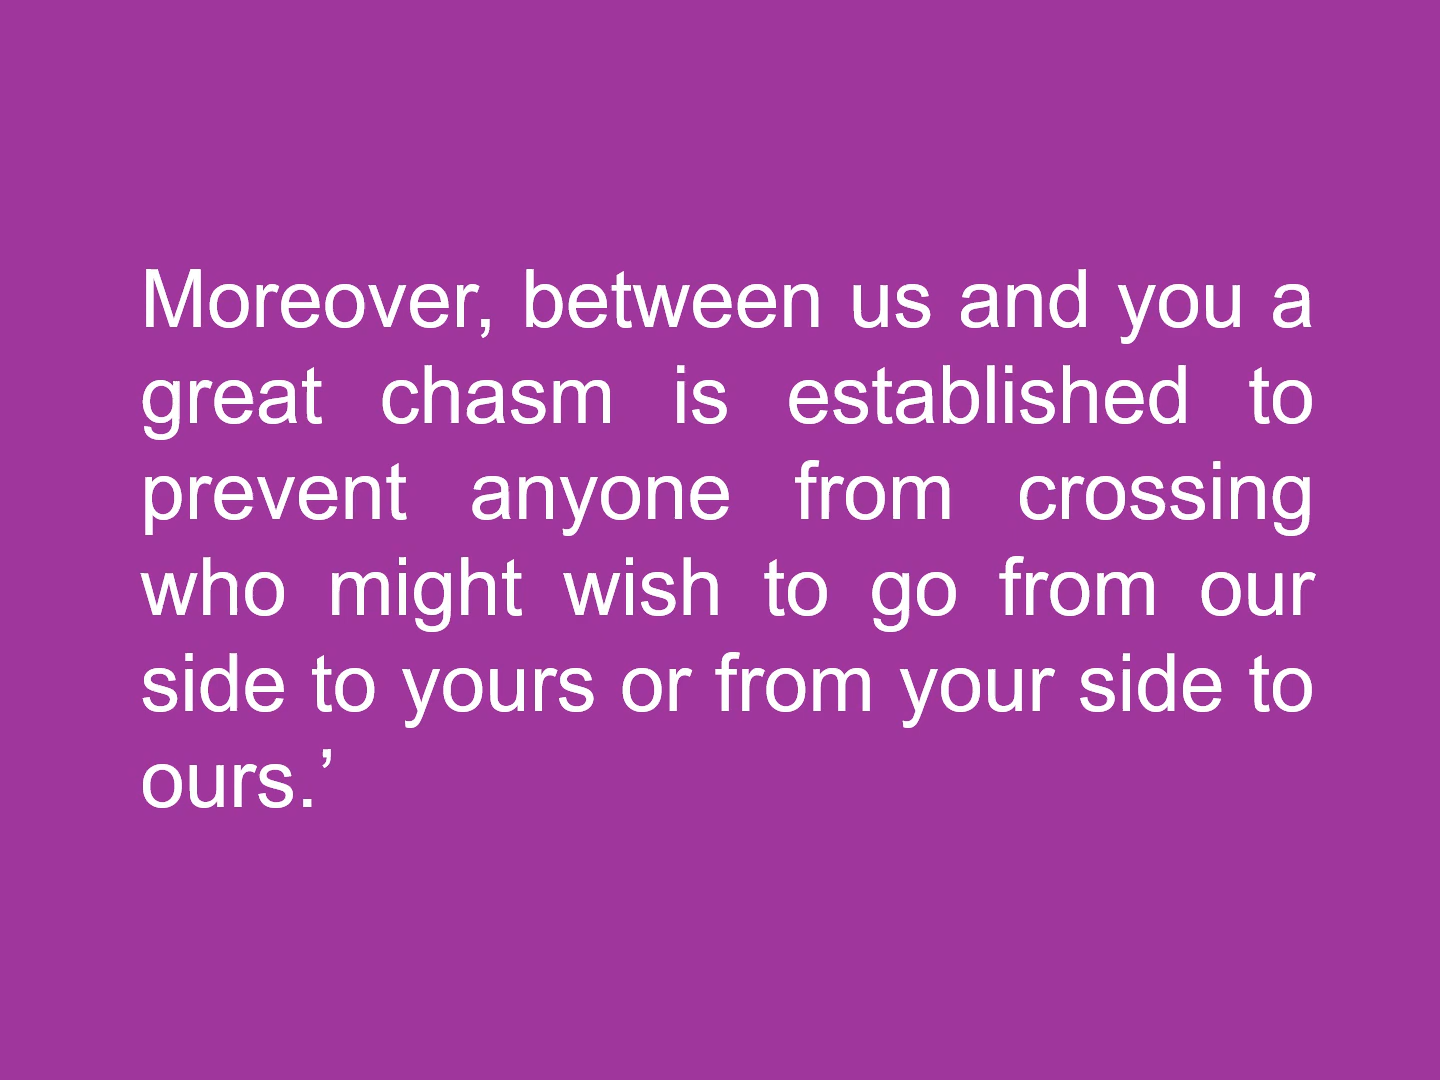 Moreover, between us and you a
great chasm is established to
prevent anyone from crossing
who might wish to go from our
side to yours or from your side to
ours.’